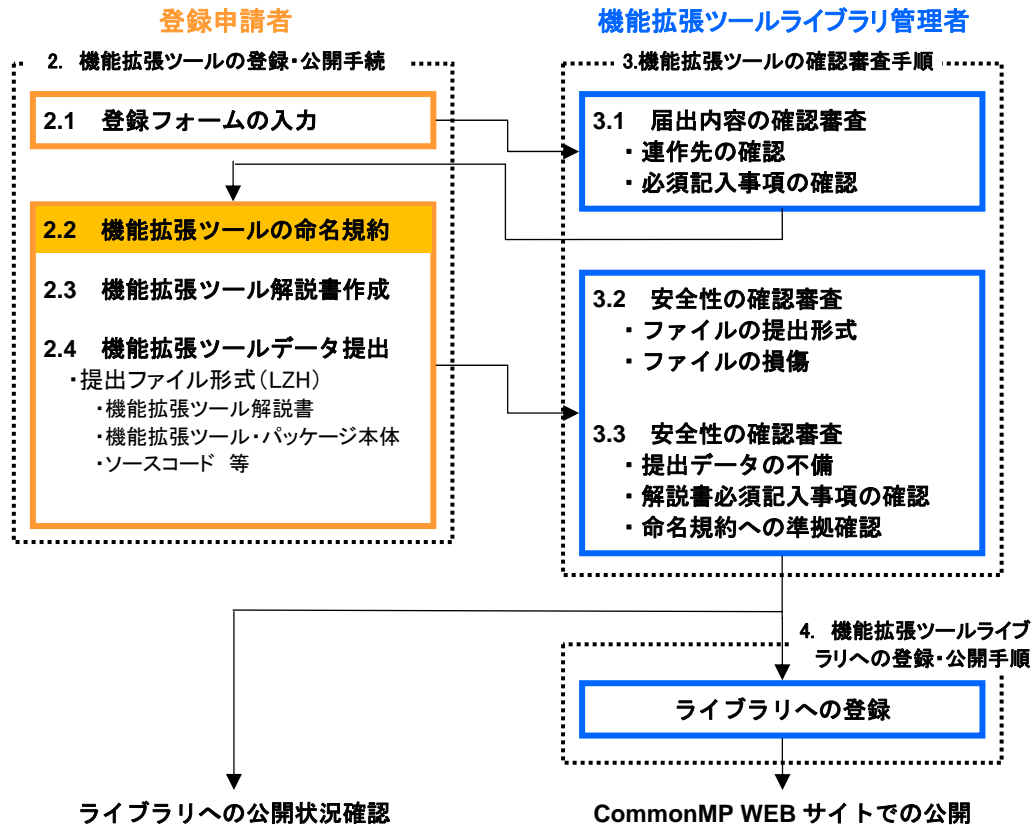 登録申請者
機能拡張ツールライブラリ管理者
2. 機能拡張ツールの登録・公開手続
2.1 登録フォームの入力
2.2 機能拡張ツールの命名規約
2.3 機能拡張ツール解説書作成
2.4 機能拡張ツールデータ提出
・提出ファイル形式(LZH)
・機能拡張ツール解説書
・機能拡張ツール・パッケージ本体
・ソースコード 等
3.機能拡張ツールの確認審査手順
3.1 届出内容の確認審査
・連作先の確認
・必須記入事項の確認
3.2 安全性の確認審査
・ファイルの提出形式
・ファイルの損傷
3.3 安全性の確認審査
・提出データの不備
・解説書必須記入事項の確認
・命名規約への準拠確認
4. 機能拡張ツールライブ
ラリへの登録・公開手順
ライブラリへの登録
ライブラリへの公開状況確認
CommonMP WEB サイトでの公開